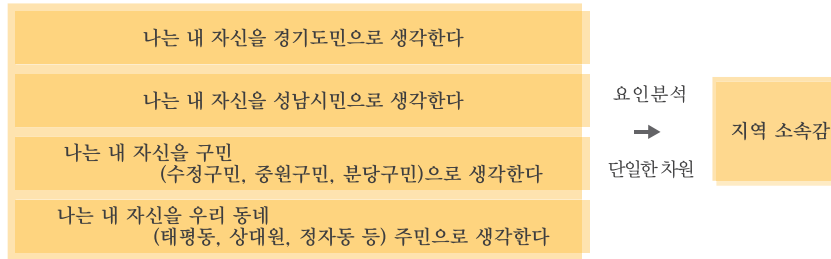 나는 내 자신을 경기도민으로 생각한다
나는 내 자신을 성남시민으로 생각한다
나는 내 자신을 구민
(수정구민, 중원구민, 분당구민)으로 생각한다
나는 내 자신을 우리 동네
(태평동, 상대원, 정자동 등) 주민으로 생각한다
요인분석
단일한 차원
지역 소속감